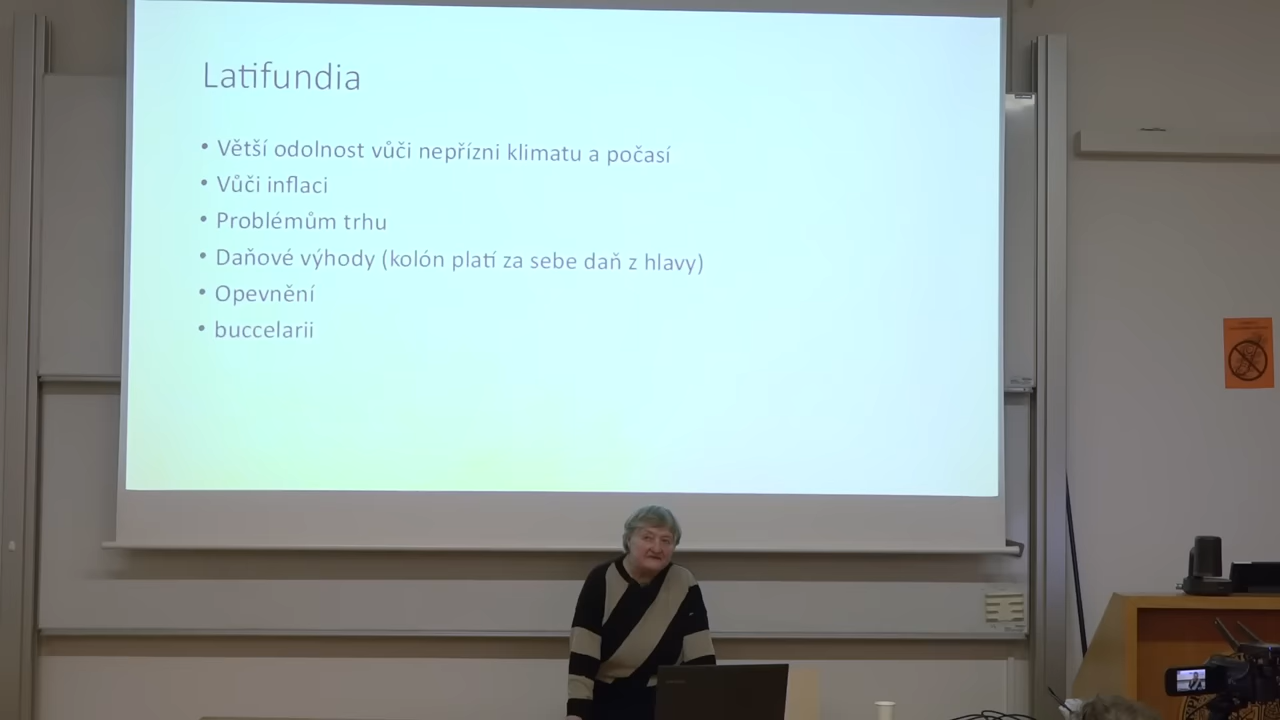 Latifundia
• Větší odolnost vůči nepřízni klimatu a počasí
• Vůči inflaci
• Problémům trhu
• Daňové výhody (kolón platí za sebe daň z hlavy)
• Opevnění
• buccelarii